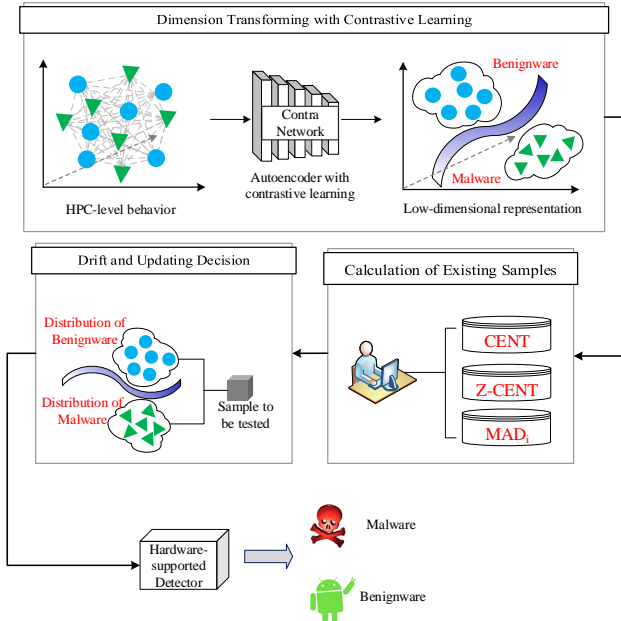 Dimension Transforming with Contrastive Learning
Benignware
Contra
Network
Malware
Autoencoder with
contrastive learning
HPC-level behavior
Low-dimensional representation
Drift and Updating Decision
Calculation of Existing Samples
Distribution of
Benignware
Distribution of
Malware
Sample to
be tested
CENT
Z-CENT
MADᵢ
Hardware-
supported
Detector
Malware
Benignware